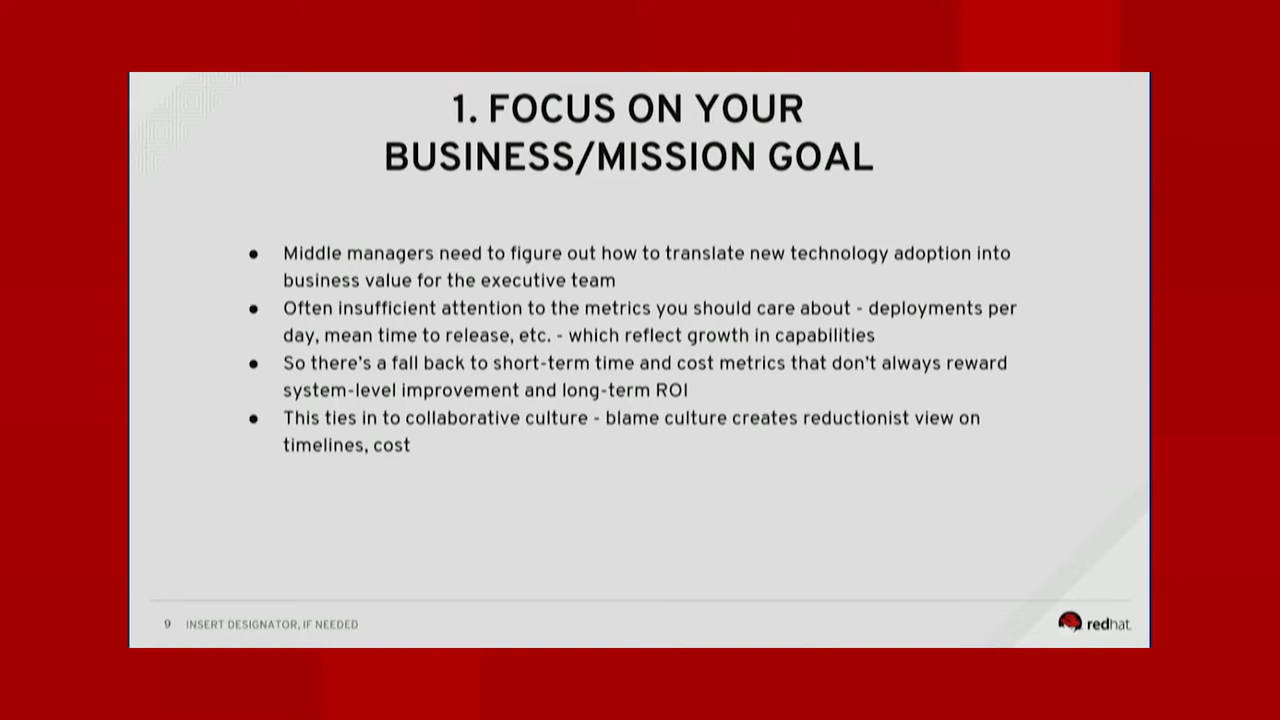 1. FOCUS ON YOUR
BUSINESS/MISSION GOAL
● Middle managers need to figure out how to translate new technology adoption into
business value for the executive team
● Often insufficient attention to the metrics you should care about - deployments per
day, mean time to release, etc. - which reflect growth in capabilities
● So there's a fall back to short-term time and cost metrics that don't always reward
system-level improvement and long-term ROI
● This ties in to collaborative culture - blame culture creates reductionist view on
timelines, cost
9 INSERT DESIGNATOR, IF NEEDED
redhat.